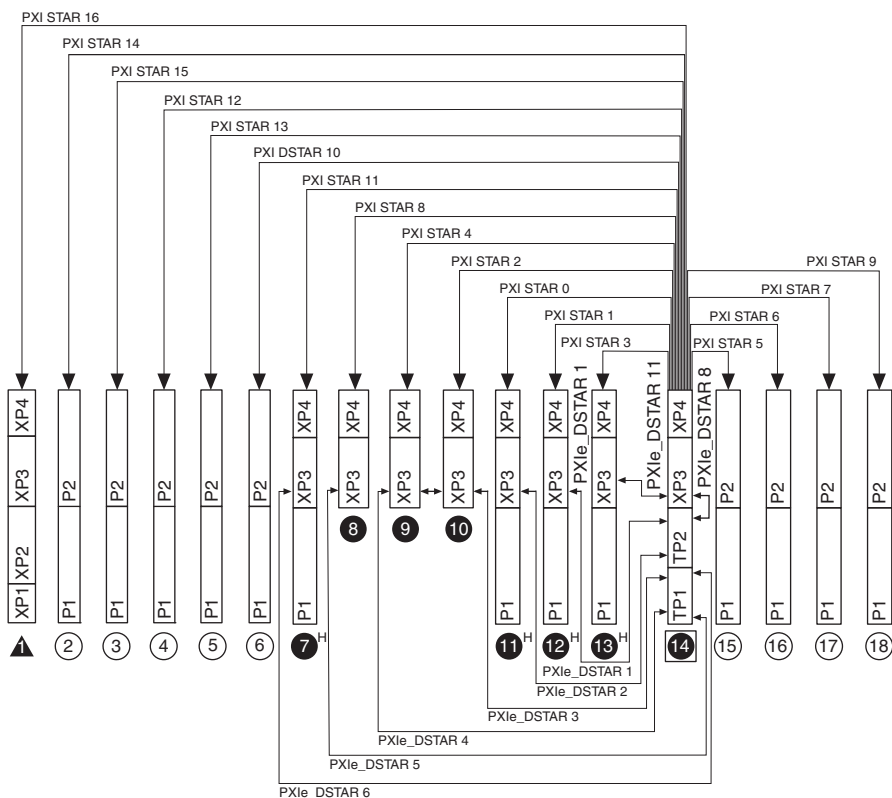 PXI STAR 16
PXI STAR 14
PXI STAR 15
PXI STAR 12
PXI STAR 13
PXI DSTAR 10
PXI STAR 11
PXI STAR 8
PXI STAR 4
PXI STAR 9
PXI STAR 2
PXI STAR 0
PXI STAR 7
PXI STAR 1
PXI STAR 6
PXI STAR 3
PXI STAR 5
PXIe_DSTAR 1
PXIe_DSTAR 11
PXIe_DSTAR 8
XP4 XP4 XP4 XP4 XP4 XP4 XP4 XP4 XP4
XP3 P2 P2 P2 P2 P2 XP3 XP3 XP3 XP3 XP3 XP3 XP3 XP3 P2 P2 P2 P2
XP2 TP2
XP1 P1 P1 P1 P1 P1 P1 P1 P1 P1 TP1 P1 P1 P1 P1
8 9 10
1 2 3 4 5 6 7 H 11 H 12 H 13 H 14 15 16 17 18
PXIe_DSTAR 1
PXIe_DSTAR 2
PXIe_DSTAR 3
PXIe_DSTAR 4
PXIe_DSTAR 5
PXIe DSTAR 6